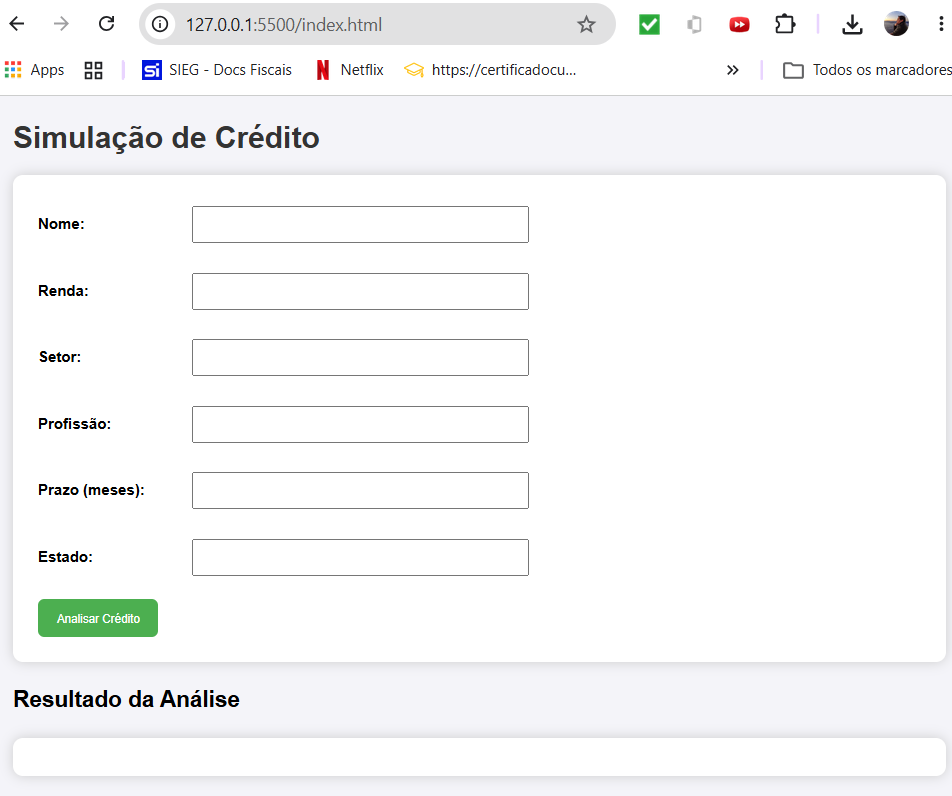 127.0.0.1:5500/index.html
Apps SIEG - Docs Fiscais Netflix https://certificadocu... Todos os marcadores
Simulação de Crédito
Nome:
Renda:
Setor:
Profissão:
Prazo (meses):
Estado:
Analisar Crédito
Resultado da Análise